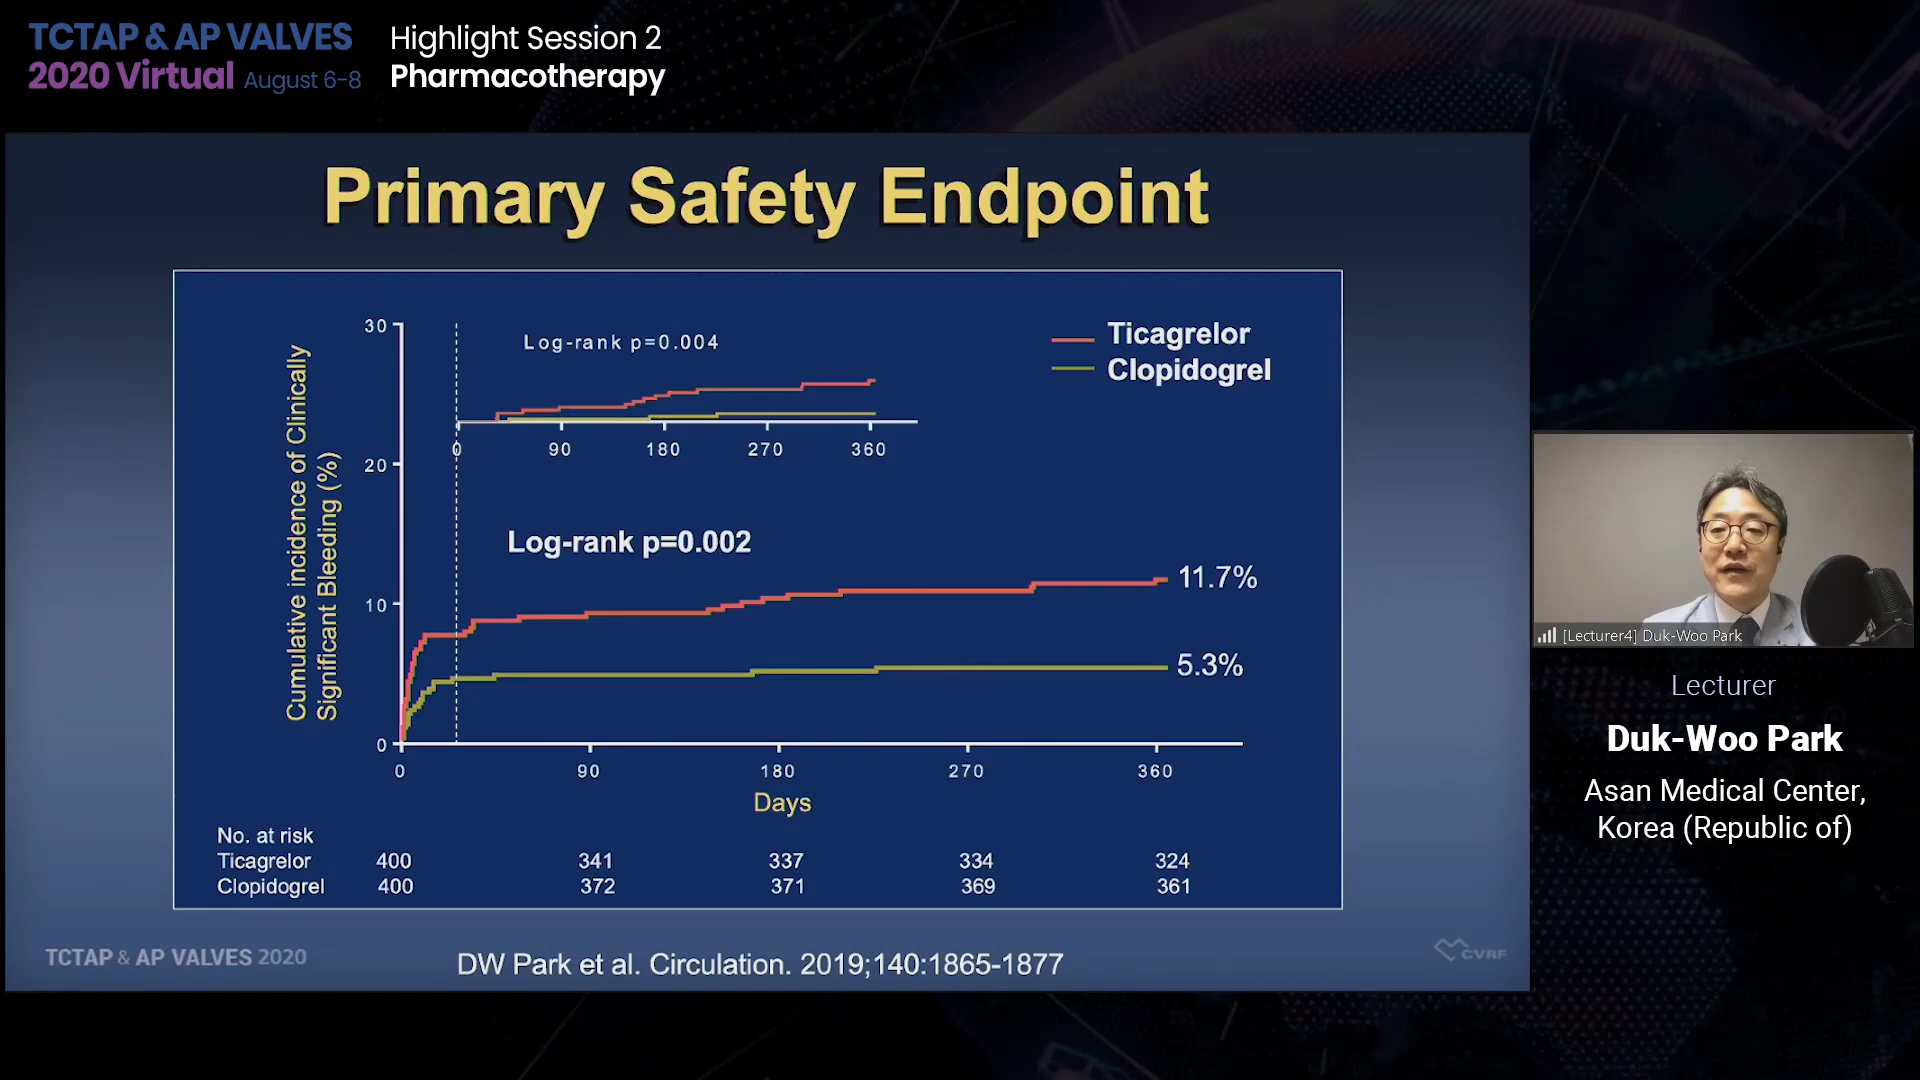 TCTAP & AP VALVES
2020 Virtual August 6-8
Highlight Session 2
Pharmacotherapy
Primary Safety Endpoint
Cumulative incidence of Clinically
Significant Bleeding (%)
30
20
10
0
Log-rank p=0.004
0 90 180 270 360
Ticagrelor
Clopidogrel
Log-rank p=0.002
11.7%
5.3%
0 90 180 270 360
Days
No. at risk
Ticagrelor 400 341 337 334 324
Clopidogrel 400 372 371 369 361
TCTAP & AP VALVES 2020
DW Park et al. Circulation. 2019;140:1865-1877
CVRF
[Lecturer4] Duk-Woo Park
Lecturer
Duk-Woo Park
Asan Medical Center,
Korea (Republic of)